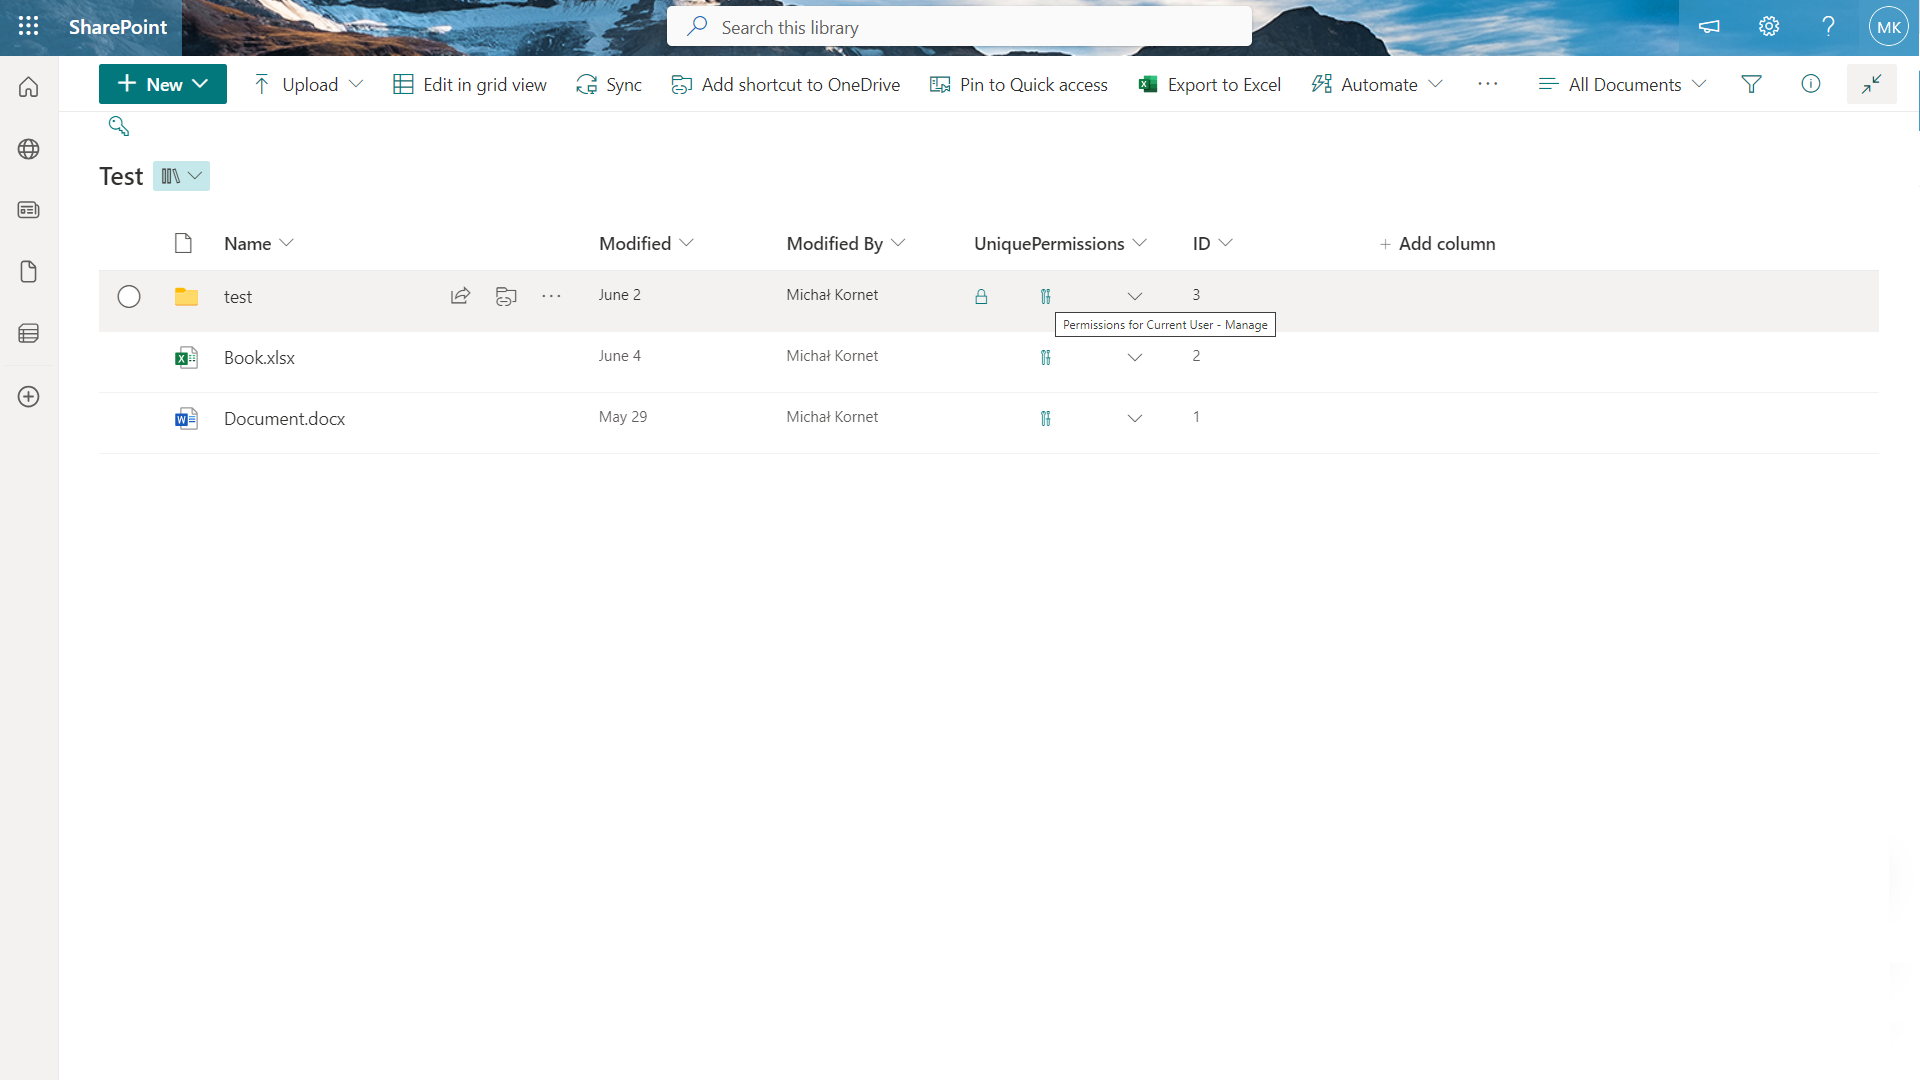 SharePoint
Search this library
MK
New
Upload
Edit in grid view
Sync
Add shortcut to OneDrive
Pin to Quick access
Export to Excel
Automate
All Documents
Test
Name Modified Modified By UniquePermissions ID + Add column
test June 2 Michał Kornet 3
Permissions for Current User - Manage
Book.xlsx June 4 Michał Kornet 2
Document.docx May 29 Michał Kornet 1